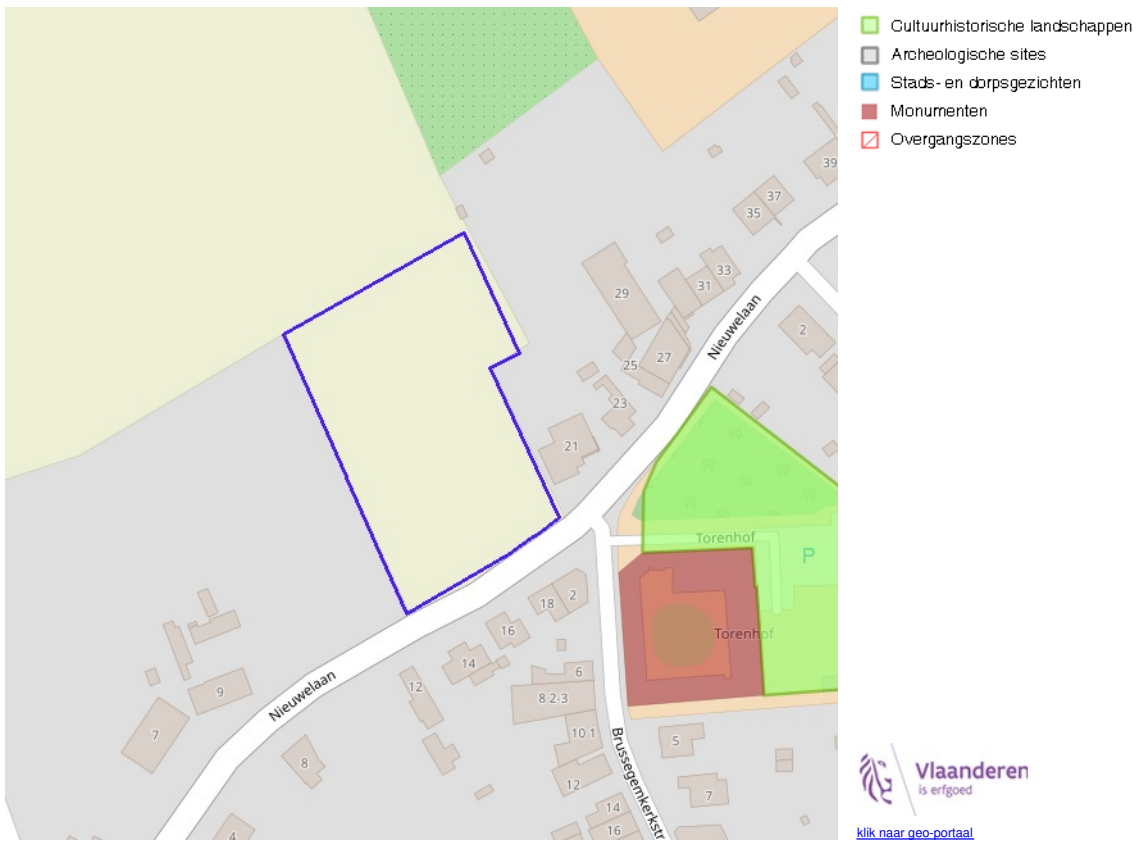 Cultuurhistorische landschappen
Archeologische sites
Stads- en dorpsgezichten
Monumenten
Overgangszones
39
37
35
33
31
29
2
27
25
Nieuwelaan
23
21
Torenhof
P
2
18
16
Torenhof
14
6
12
9
8 2-3
Nieuwelaan
7
10 1
5
8
Brussegemkerkstr
12
7
14
16
4
Vlaanderen
is erfgoed
klik naar geo-portaal